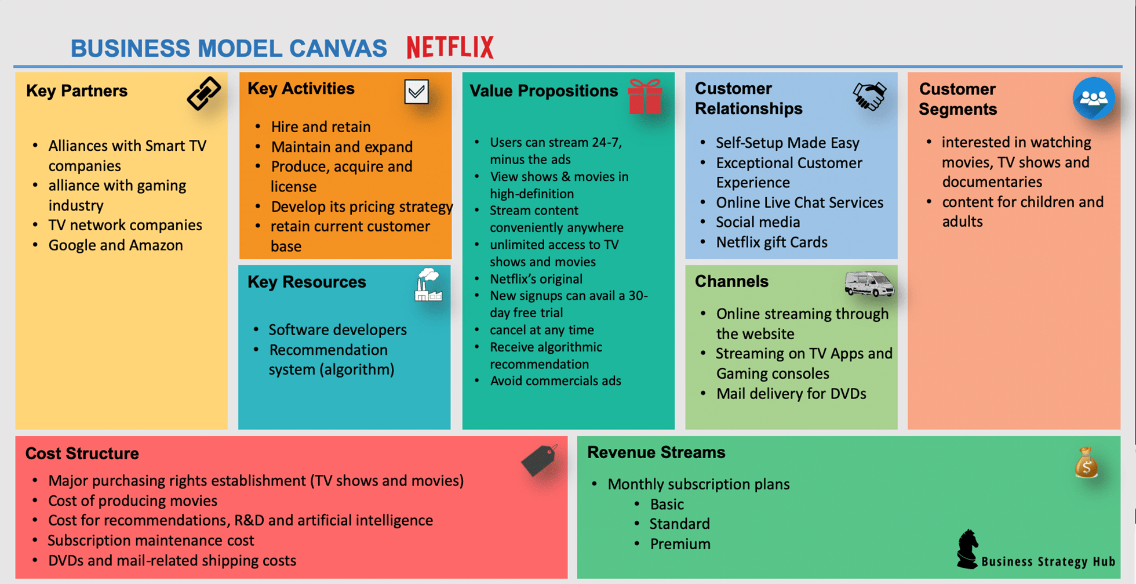 BUSINESS MODEL CANVAS NETFLIX
Key Partners
• Alliances with Smart TV
companies
• alliance with gaming
industry
• TV network companies
• Google and Amazon
Key Activities
• Hire and retain
• Maintain and expand
• Produce, acquire and
license
• Develop its pricing strategy
• retain current customer
base
Key Resources
• Software developers
• Recommendation
system (algorithm)
Value Propositions
• Users can stream 24-7,
minus the ads
• View shows & movies in
high-definition
• Stream content
conveniently anywhere
• unlimited access to TV
shows and movies
• Netflix’s original
• New signups can avail a 30-
day free trial
• cancel at any time
• Receive algorithmic
recommendation
• Avoid commercials ads
Customer
Relationships
• Self-Setup Made Easy
• Exceptional Customer
Experience
• Online Live Chat Services
• Social media
• Netflix gift Cards
Channels
• Online streaming through
the website
• Streaming on TV Apps and
Gaming consoles
• Mail delivery for DVDs
Customer
Segments
• interested in watching
movies, TV shows and
documentaries
• content for children and
adults
Cost Structure
• Major purchasing rights establishment (TV shows and movies)
• Cost of producing movies
• Cost for recommendations, R&D and artificial intelligence
• Subscription maintenance cost
• DVDs and mail-related shipping costs
Revenue Streams
• Monthly subscription plans
• Basic
• Standard
• Premium
$
Business Strategy Hub